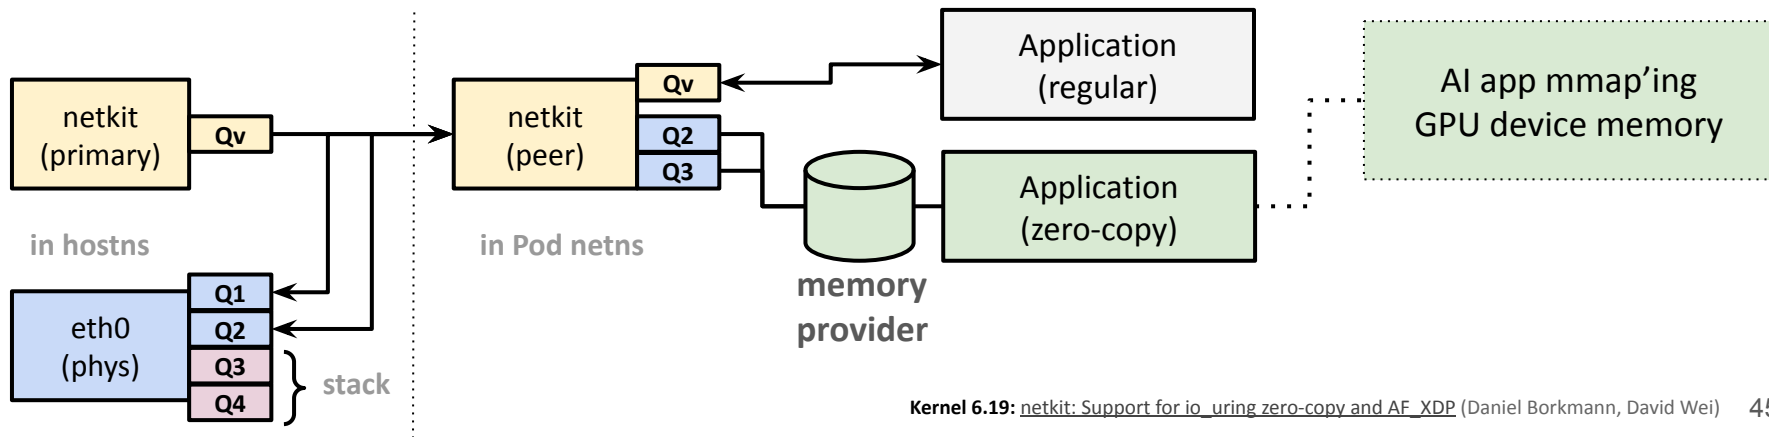 netkit
(primary)
Qv
in hostns
eth0
(phys)
Q1
Q2
Q3
Q4
stack
netkit
(peer)
Qv
Q2
Q3
in Pod netns
memory
provider
Application
(regular)
Application
(zero-copy)
AI app mmap’ing
GPU device memory
Kernel 6.19: netkit: Support for io_uring zero-copy and AF_XDP (Daniel Borkmann, David Wei) 45